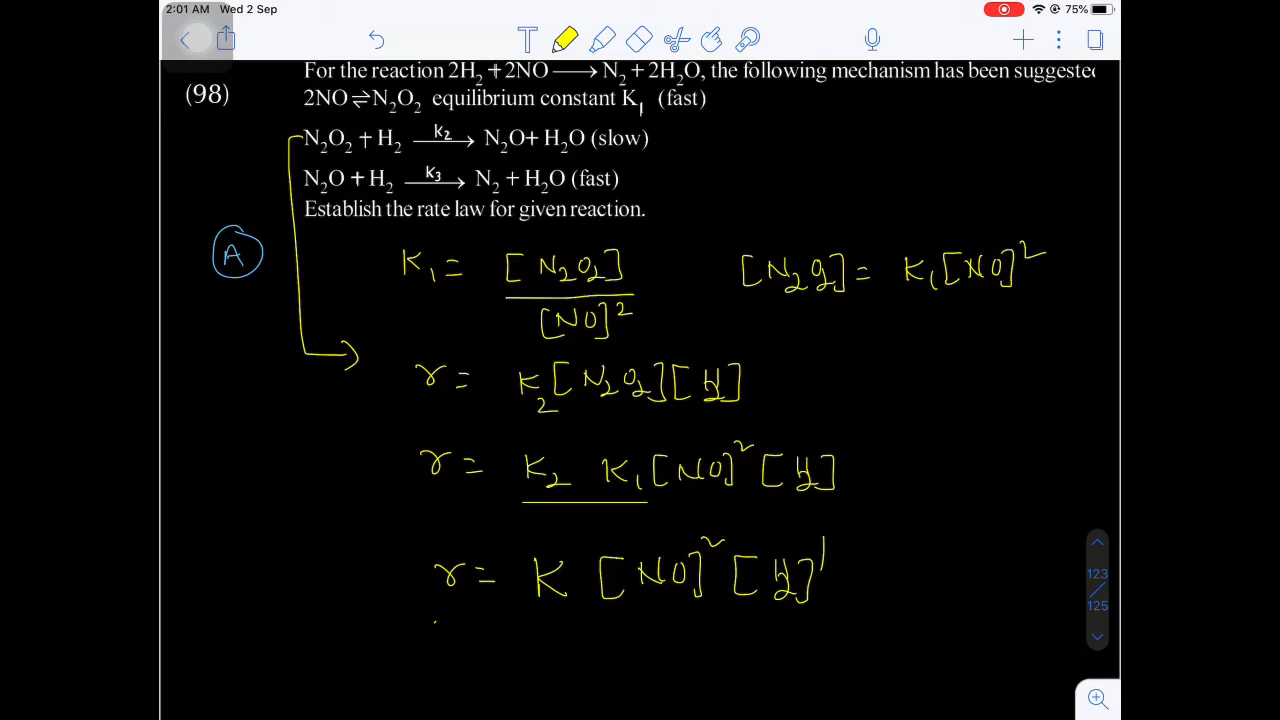 2:01 AM Wed 2 Sep
75%
For the reaction 2H₂+2NO ⟶ N₂+2H₂O, the following mechanism has been suggested
(98)
2NO⇌N₂O₂ equilibrium constant K₁ (fast)
N₂O₂ + H₂ —k₂→ N₂O+ H₂O (slow)
N₂O + H₂ —k₃→ N₂ + H₂O (fast)
Establish the rate law for given reaction.
A
K₁ = [N₂O₂] / [NO]²
[N₂O₂] = K₁[NO]²
r = K₂[N₂O₂][H₂]
r = K₂ K₁[NO]² [H₂]
r = K [NO]² [H₂]¹
123
125